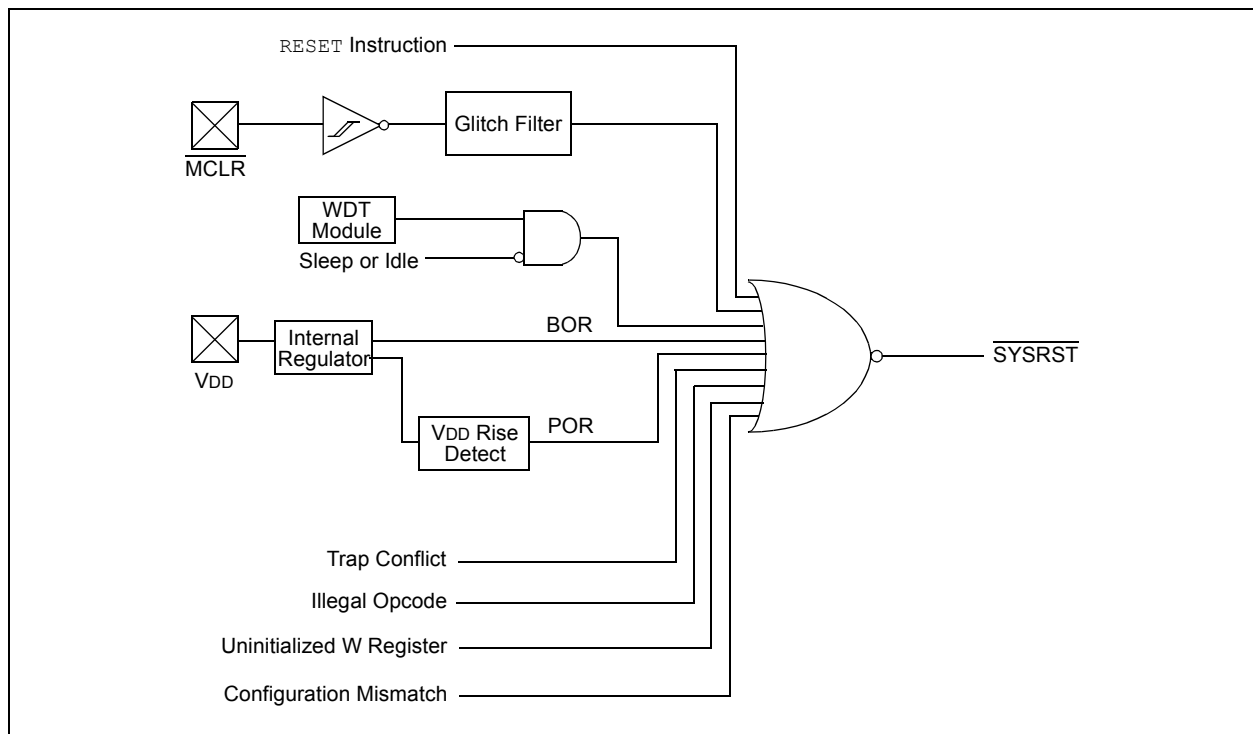 RESET Instruction
Glitch Filter
MCLR
WDT
Module
Sleep or Idle
BOR
Internal
Regulator
SYSRST
VDD
POR
VDD Rise
Detect
Trap Conflict
Illegal Opcode
Uninitialized W Register
Configuration Mismatch